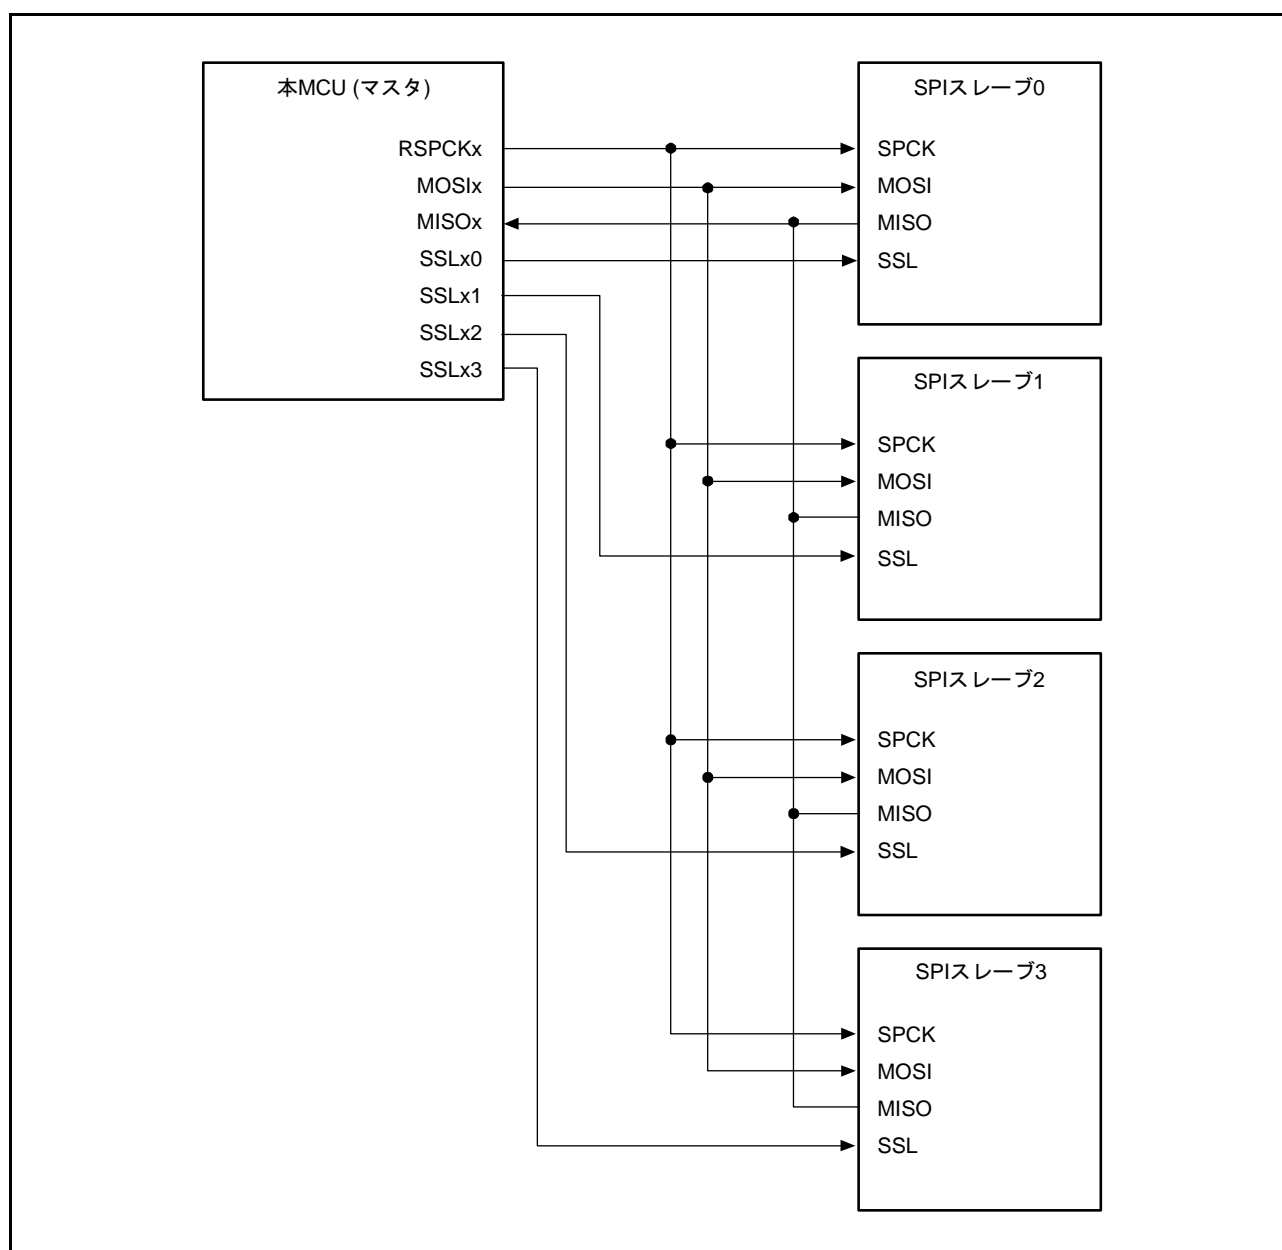 本MCU (マスタ)
RSPCKx
MOSIx
MISOx
SSLx0
SSLx1
SSLx2
SSLx3
SPIスレーブ0
SPCK
MOSI
MISO
SSL
SPIスレーブ1
SPCK
MOSI
MISO
SSL
SPIスレーブ2
SPCK
MOSI
MISO
SSL
SPIスレーブ3
SPCK
MOSI
MISO
SSL